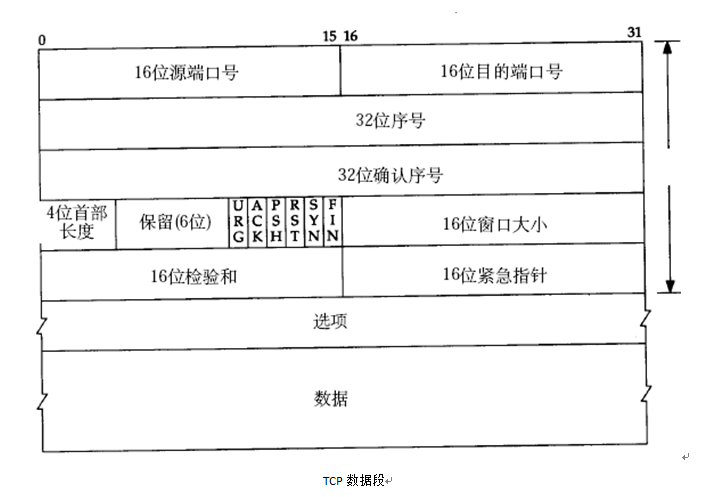 0 15 16 31
16位源端口号 16位目的端口号
32位序号
32位确认序号
4位首部长度 保留(6位) URG ACK PSH RST SYN FIN 16位窗口大小
16位检验和 16位紧急指针
选项
数据
TCP 数据段